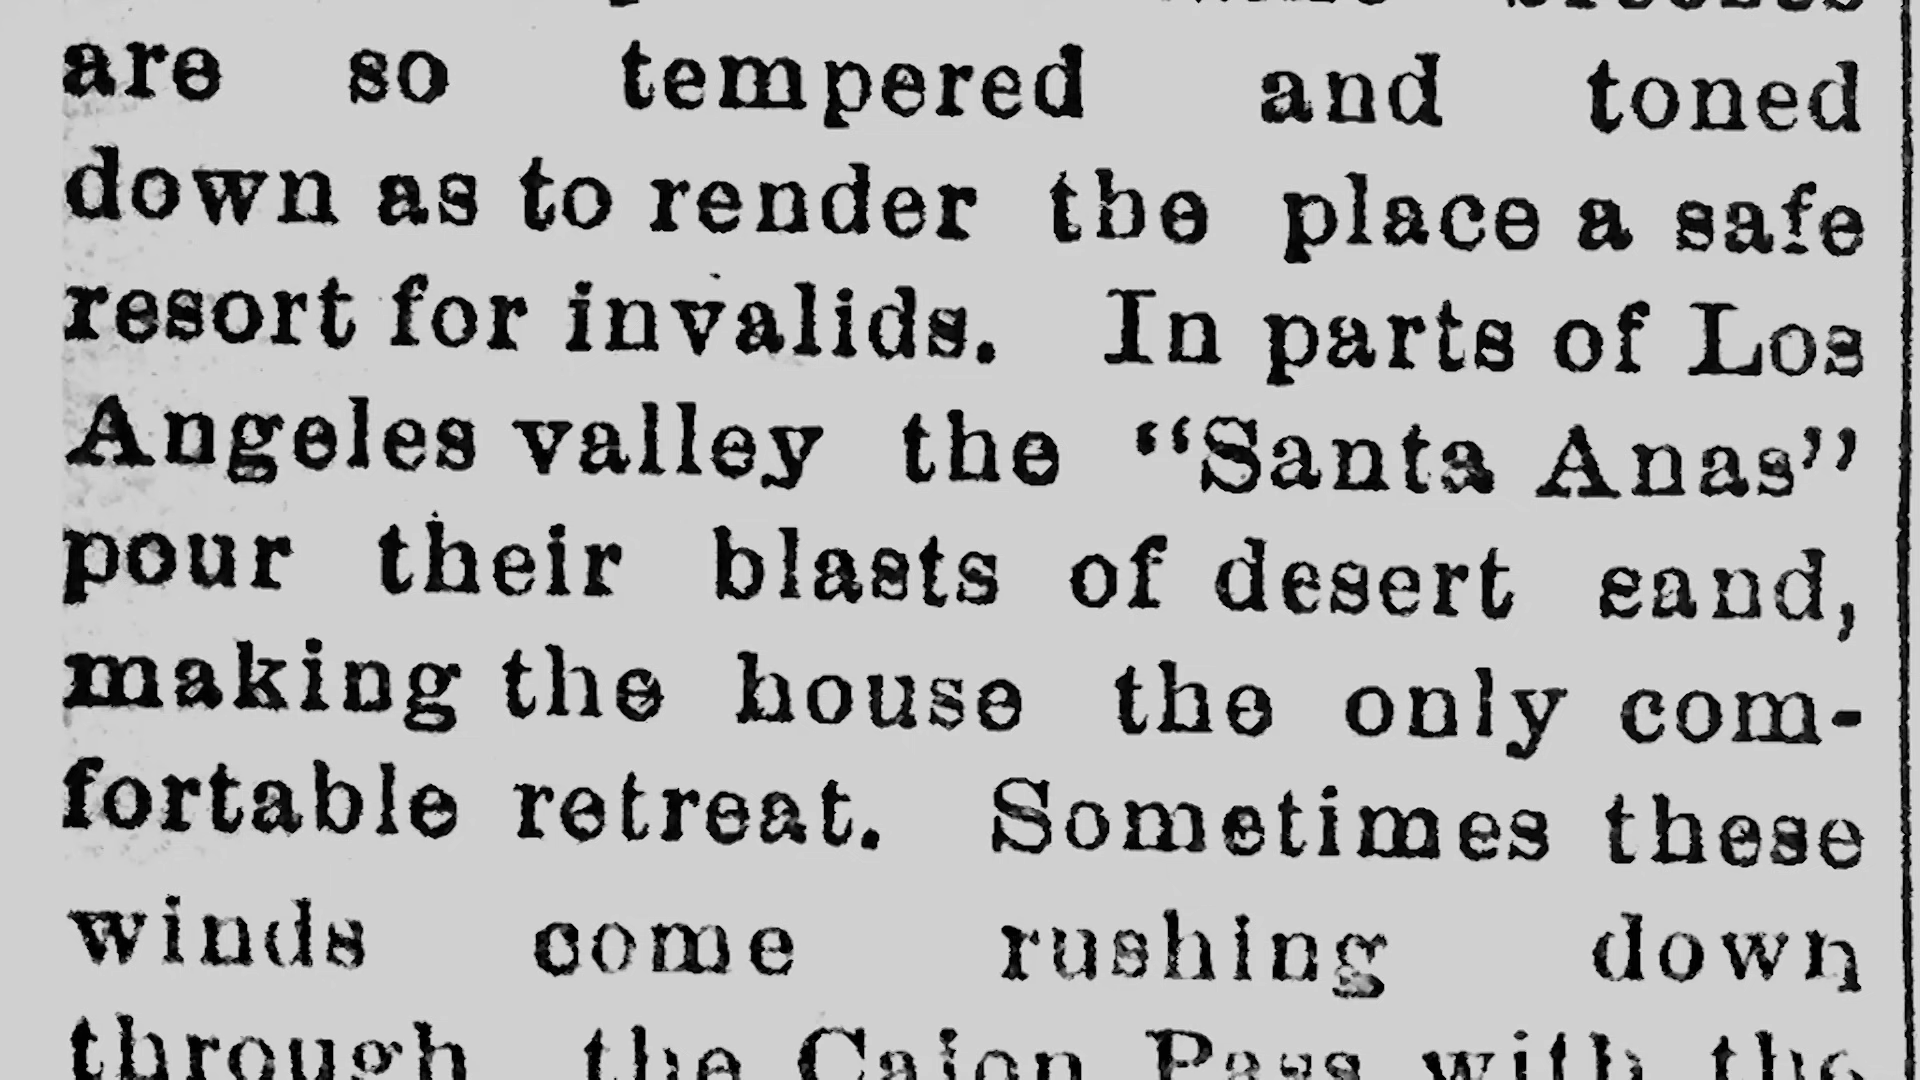 are so tempered and toned
down as to render the place a safe
resort for invalids. In parts of Los
Angeles valley the “Santa Anas”
pour their blasts of desert sand,
making the house the only com-
fortable retreat. Sometimes these
winds come rushing down
through the Cajon Pass with the